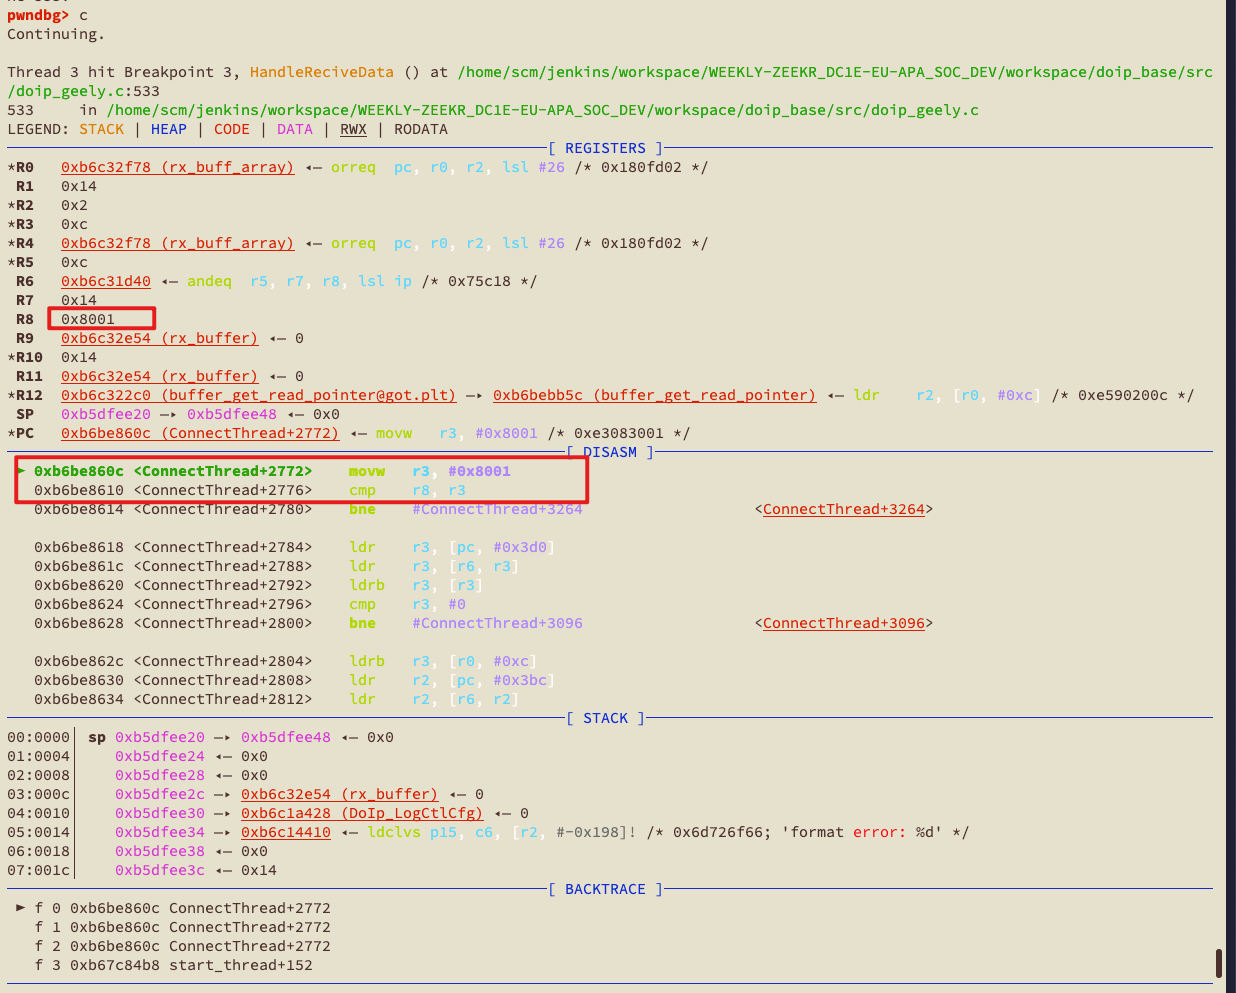 pwndbg> c
Continuing.
Thread 3 hit Breakpoint 3, HandleReciveData () at /home/scm/jenkins/workspace/WEEKLY-ZEEKR_DC1E-EU-APA_SOC_DEV/workspace/doip_base/src
/doip_geely.c:533
533     in /home/scm/jenkins/workspace/WEEKLY-ZEEKR_DC1E-EU-APA_SOC_DEV/workspace/doip_base/src/doip_geely.c
LEGEND: STACK | HEAP | CODE | DATA | RWX | RODATA
[ REGISTERS ]
*R0   0xb6c32f78 (rx_buff_array) ◂— orreq  pc, r0, r2, lsl #26 /* 0x180fd02 */
 R1   0x14
*R2   0x2
*R3   0xc
*R4   0xb6c32f78 (rx_buff_array) ◂— orreq  pc, r0, r2, lsl #26 /* 0x180fd02 */
*R5   0xc
 R6   0xb6c31d40 ◂— andeq  r5, r7, r8, lsl ip /* 0x75c18 */
 R7   0x14
 R8   0x8001
 R9   0xb6c32e54 (rx_buffer) ◂— 0
*R10  0x14
 R11  0xb6c32e54 (rx_buffer) ◂— 0
*R12  0xb6c322c0 (buffer_get_read_pointer@got.plt) —▸ 0xb6bebb5c (buffer_get_read_pointer) ◂— ldr    r2, [r0, #0xc] /* 0xe590200c */
 SP   0xb5dfee20 —▸ 0xb5dfee48 ◂— 0x0
*PC   0xb6be860c (ConnectThread+2772) ◂— movw   r3, #0x8001 /* 0xe3083001 */
[ DISASM ]
► 0xb6be860c <ConnectThread+2772>    movw   r3, #0x8001
0xb6be8610 <ConnectThread+2776>    cmp    r8, r3
0xb6be8614 <ConnectThread+2780>    bne    #ConnectThread+3264                    <ConnectThread+3264>
0xb6be8618 <ConnectThread+2784>    ldr    r3, [pc, #0x3d0]
0xb6be861c <ConnectThread+2788>    ldr    r3, [r6, r3]
0xb6be8620 <ConnectThread+2792>    ldrb   r3, [r3]
0xb6be8624 <ConnectThread+2796>    cmp    r3, #0
0xb6be8628 <ConnectThread+2800>    bne    #ConnectThread+3096                    <ConnectThread+3096>
0xb6be862c <ConnectThread+2804>    ldrb   r3, [r0, #0xc]
0xb6be8630 <ConnectThread+2808>    ldr    r2, [pc, #0x3bc]
0xb6be8634 <ConnectThread+2812>    ldr    r2, [r6, r2]
[ STACK ]
00:0000│  sp 0xb5dfee20 —▸ 0xb5dfee48 ◂— 0x0
01:0004│     0xb5dfee24 ◂— 0x0
02:0008│     0xb5dfee28 ◂— 0x0
03:000c│     0xb5dfee2c —▸ 0xb6c32e54 (rx_buffer) ◂— 0
04:0010│     0xb5dfee30 —▸ 0xb6c1a428 (DoIp_LogCtlCfg) ◂— 0
05:0014│     0xb5dfee34 —▸ 0xb6c14410 ◂— ldclvs p15, c6, [r2, #-0x198]! /* 0x6d726f66; 'format error: %d' */
06:0018│     0xb5dfee38 ◂— 0x0
07:001c│     0xb5dfee3c ◂— 0x14
[ BACKTRACE ]
► f 0 0xb6be860c ConnectThread+2772
f 1 0xb6be860c ConnectThread+2772
f 2 0xb6be860c ConnectThread+2772
f 3 0xb67c84b8 start_thread+152